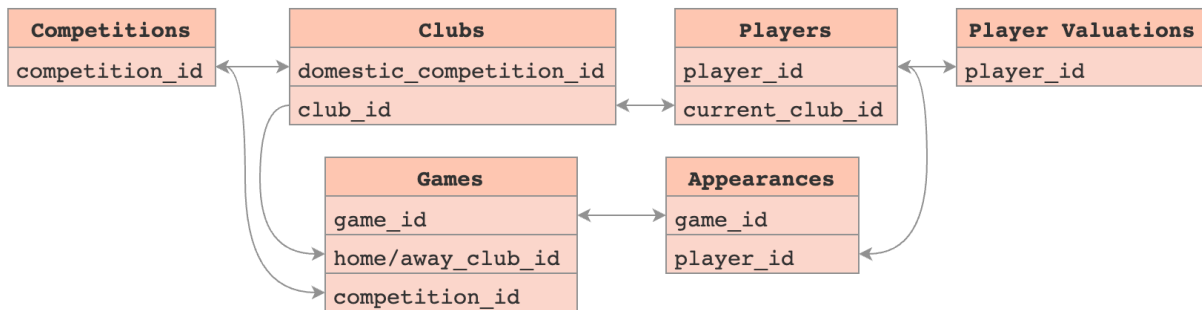 Competitions
competition_id
Clubs
domestic_competition_id
club_id
Players
player_id
current_club_id
Player Valuations
player_id
Games
game_id
home/away_club_id
competition_id
Appearances
game_id
player_id